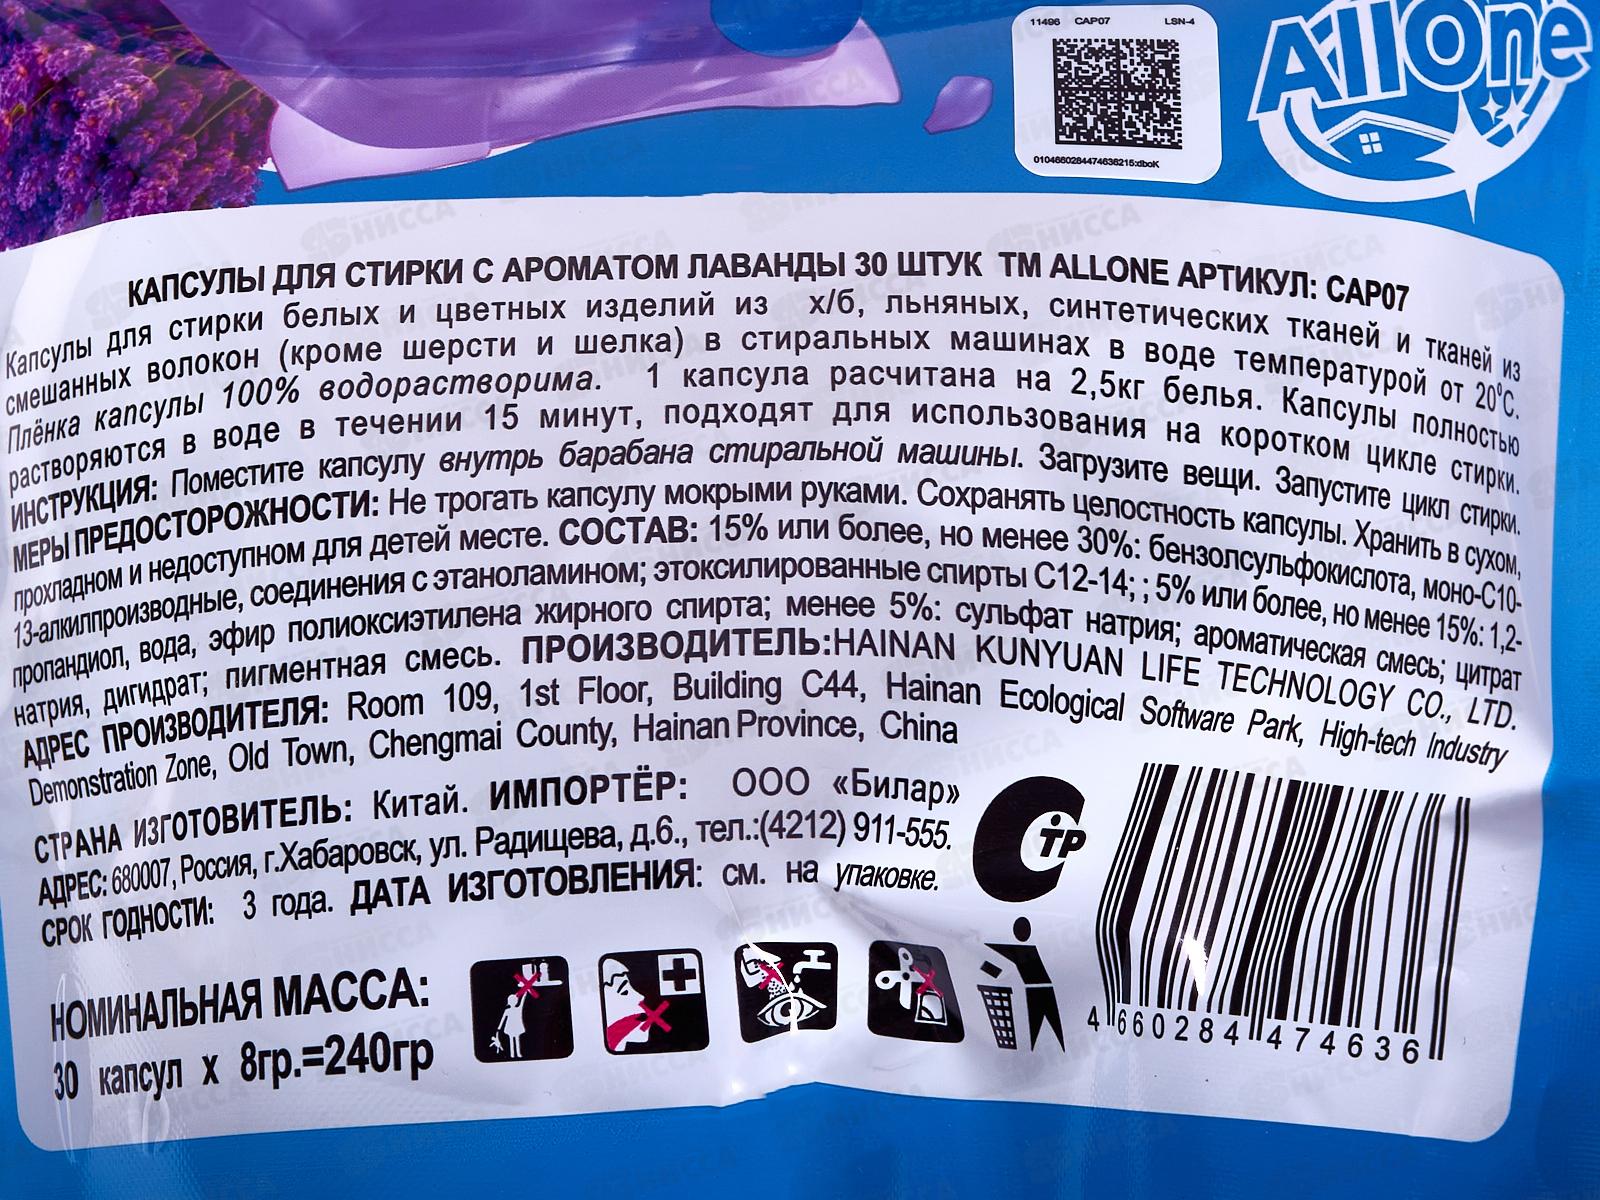 11496 CAP07 LSN-4
0104660284474636215:dboK
AllOne
КАПСУЛЫ ДЛЯ СТИРКИ С АРОМАТОМ ЛАВАНДЫ 30 ШТУК ТМ ALLONE АРТИКУЛ: CAP07
Капсулы для стирки белых и цветных изделий из х/б, льняных, синтетических тканей и тканей из
смешанных волокон (кроме шерсти и шелка) в стиральных машинах в воде температурой от 20°С.
Плёнка капсулы 100% водорастворима. 1 капсула расчитана на 2,5кг белья. Капсулы полностью
растворяются в воде в течении 15 минут, подходят для использования на коротком цикле стирки.
ИНСТРУКЦИЯ: Поместите капсулу внутрь барабана стиральной машины. Загрузите вещи. Запустите цикл стирки.
МЕРЫ ПРЕДОСТОРОЖНОСТИ: Не трогать капсулу мокрыми руками. Сохранять целостность капсулы. Хранить в сухом,
прохладном и недоступном для детей месте. СОСТАВ: 15% или более, но менее 30%: бензолсульфокислота, моно-С10-
13-алкилпроизводные, соединения с этаноламином; этоксилированные спирты С12-14; ; 5% или более, но менее 15%: 1,2-
пропандиол, вода, эфир полиоксиэтилена жирного спирта; менее 5%: сульфат натрия; ароматическая смесь; цитрат
натрия, дигидрат; пигментная смесь. ПРОИЗВОДИТЕЛЬ:HAINAN KUNYUAN LIFE TECHNOLOGY CO., LTD.
АДРЕС ПРОИЗВОДИТЕЛЯ: Room 109, 1st Floor, Building C44, Hainan Ecological Software Park, High-tech Industry
Demonstration Zone, Old Town, Chengmai County, Hainan Province, China
СТРАНА ИЗГОТОВИТЕЛЬ: Китай. ИМПОРТЁР: ООО «Билар»
АДРЕС: 680007, Россия, г.Хабаровск, ул. Радищева, д.6., тел.:(4212) 911-555.
СРОК ГОДНОСТИ: 3 года. ДАТА ИЗГОТОВЛЕНИЯ: см. на упаковке.
СТР
НОМИНАЛЬНАЯ МАССА:
30 капсул х 8гр.=240гр
4 660284 474636